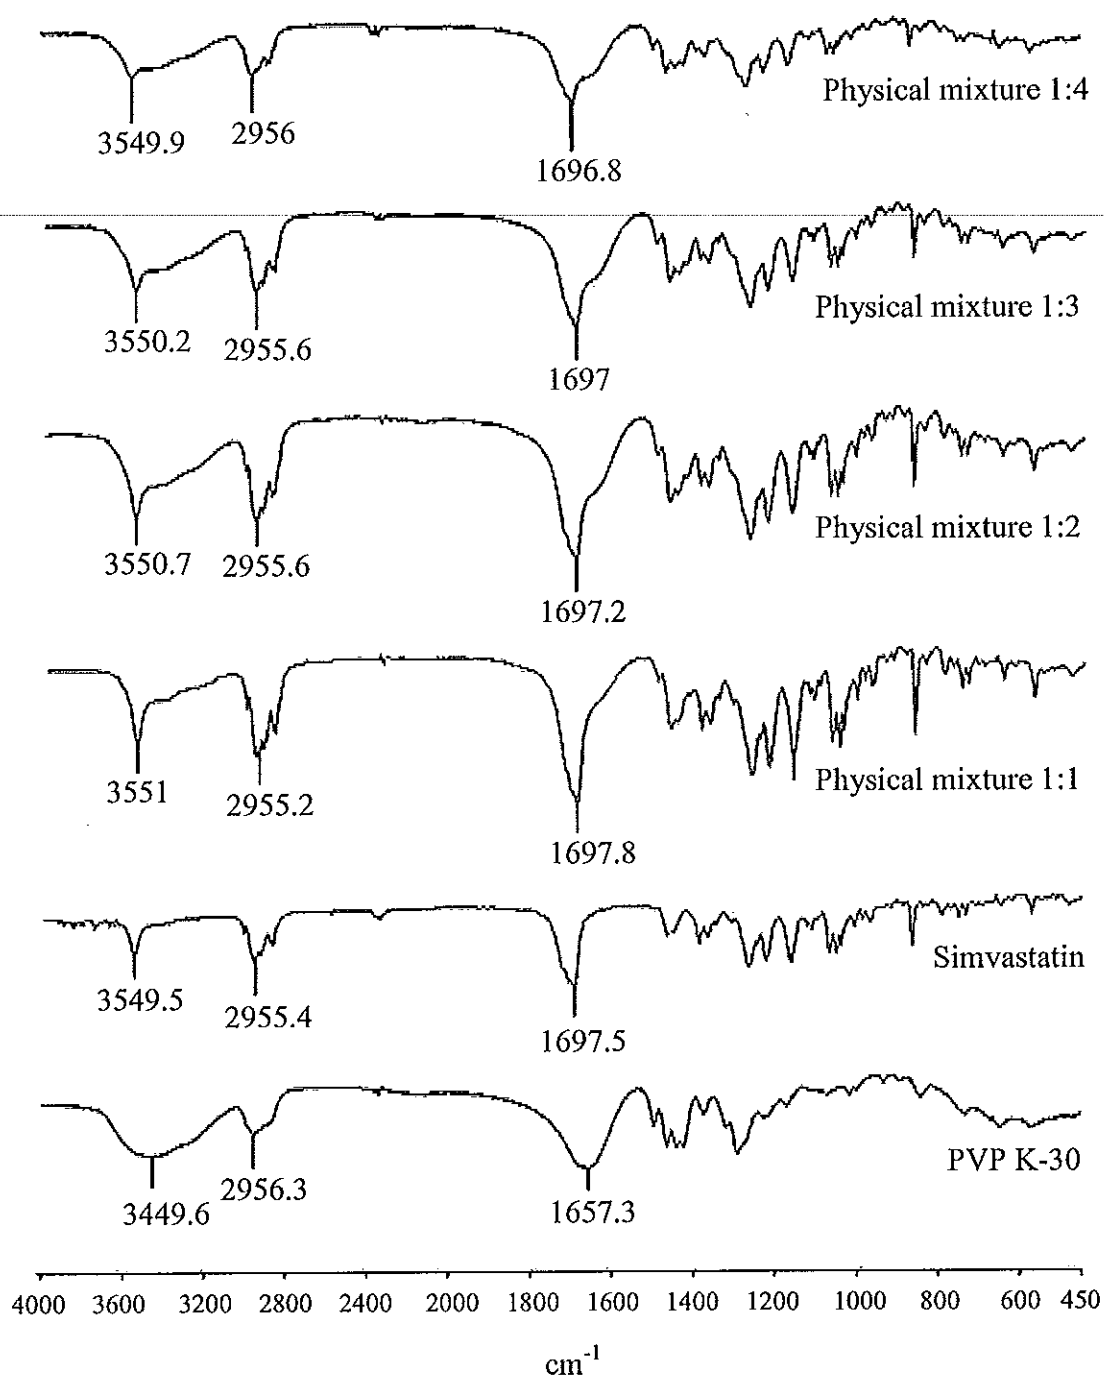 Physical mixture 1:4
3549.9
2956
1696.8
Physical mixture 1:3
3550.2
2955.6
1697
Physical mixture 1:2
3550.7
2955.6
1697.2
Physical mixture 1:1
3551
2955.2
1697.8
Simvastatin
3549.5
2955.4
1697.5
PVP K-30
3449.6
2956.3
1657.3
4000 3600 3200 2800 2400 2000 1800 1600 1400 1200 1000 800 600 450
cm-1